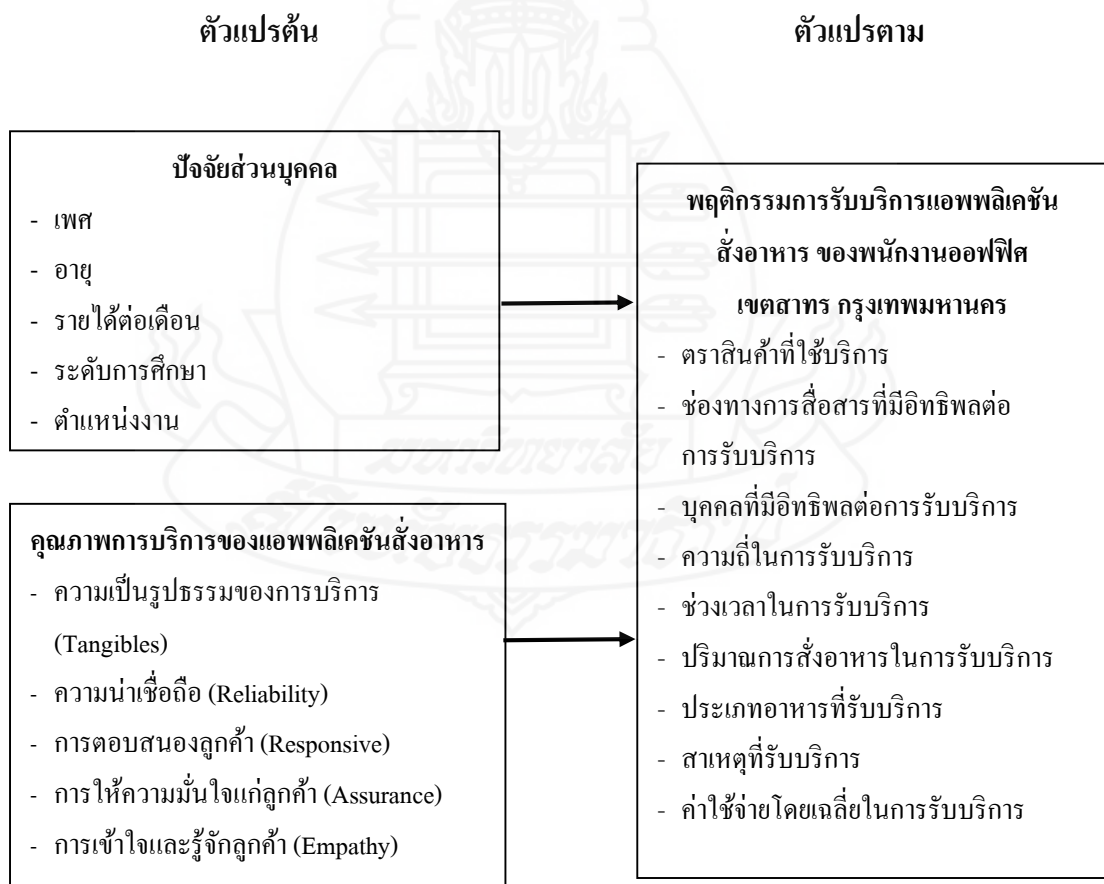 ตัวแปรต้น
ตัวแปรตาม
ปัจจัยส่วนบุคคล
- เพศ
- อายุ
- รายได้ต่อเดือน
- ระดับการศึกษา
- ตำแหน่งงาน
คุณภาพการบริการของแอพพลิเคชันสั่งอาหาร
- ความเป็นรูปธรรมของการบริการ
(Tangibles)
- ความน่าเชื่อถือ (Reliability)
- การตอบสนองลูกค้า (Responsive)
- การให้ความมั่นใจแก่ลูกค้า (Assurance)
- การเข้าใจและรู้จักลูกค้า (Empathy)
พฤติกรรมการรับบริการแอพพลิเคชัน
สั่งอาหาร ของพนักงานออฟฟิศ
เขตสาทร กรุงเทพมหานคร
- ตราสินค้าที่ใช้บริการ
- ช่องทางการสื่อสารที่มีอิทธิพลต่อ
การรับบริการ
- บุคคลที่มีอิทธิพลต่อการรับบริการ
- ความถี่ในการรับบริการ
- ช่วงเวลาในการรับบริการ
- ปริมาณการสั่งอาหารในการรับบริการ
- ประเภทอาหารที่รับบริการ
- สาเหตุที่รับบริการ
- ค่าใช้จ่ายโดยเฉลี่ยในการรับบริการ
มหาวิทยาลัย
สุโขทัยธรรมาธิราช